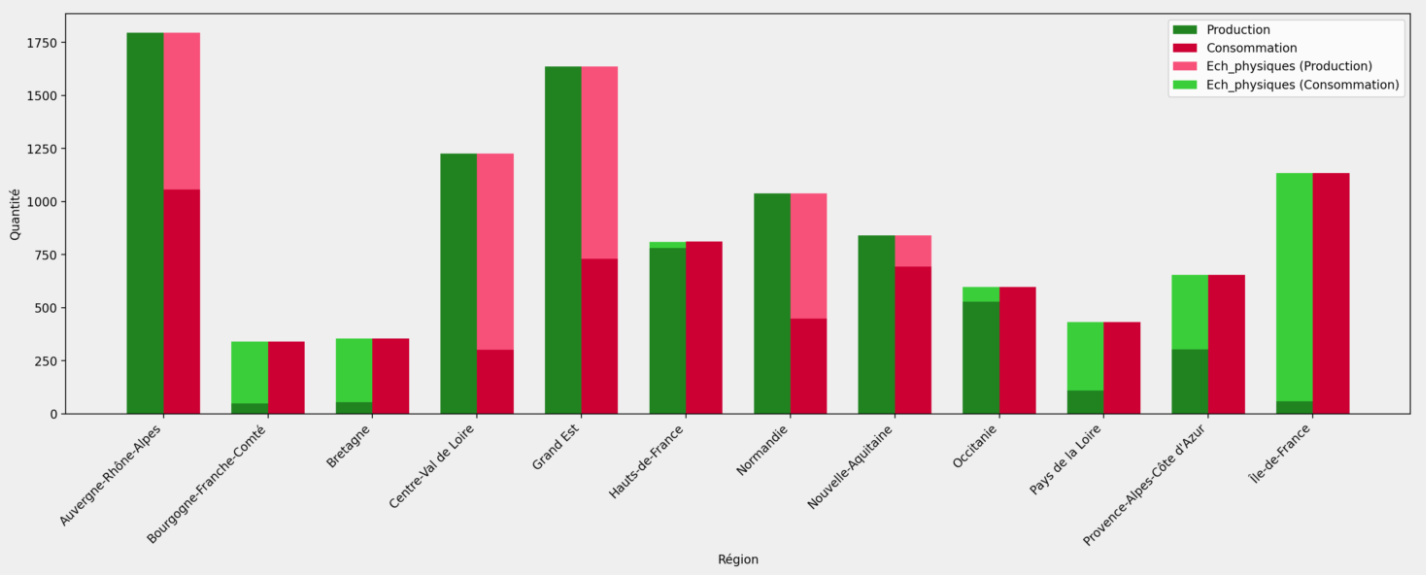 1750
1500
1250
1000
750
500
250
0
Quantité
Production
Consommation
Ech_physiques (Production)
Ech_physiques (Consommation)
Auvergne-Rhône-Alpes
Bourgogne-Franche-Comté
Bretagne
Centre-Val de Loire
Grand Est
Hauts-de-France
Normandie
Nouvelle-Aquitaine
Occitanie
Pays de la Loire
Provence-Alpes-Côte d'Azur
Île-de-France
Région